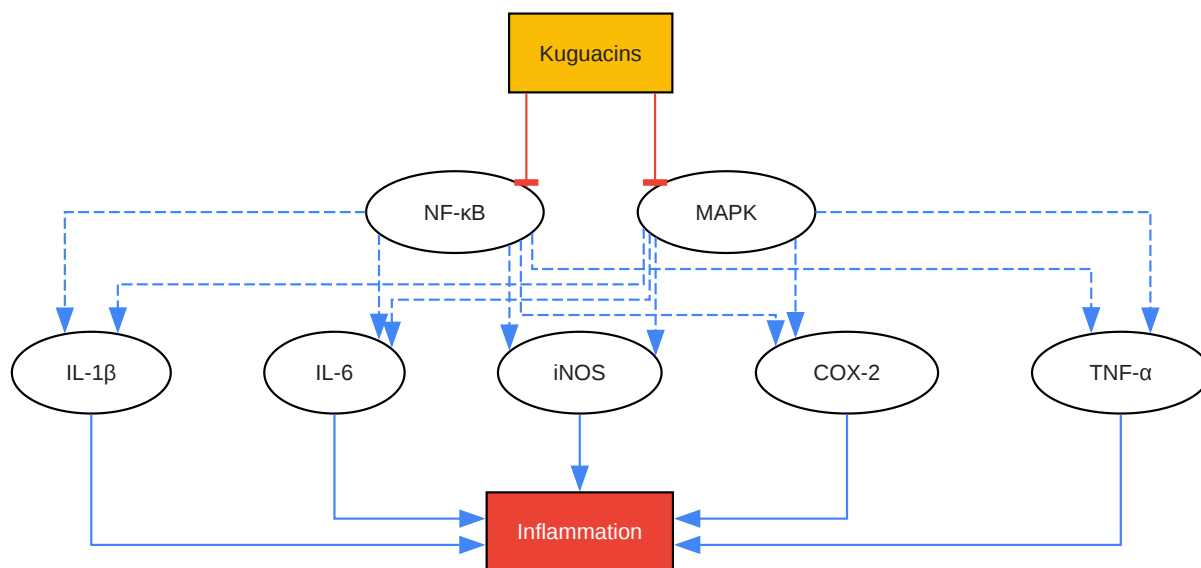 Kuguacins
NF-κB
MAPK
IL-1β
IL-6
iNOS
COX-2
TNF-α
Inflammation